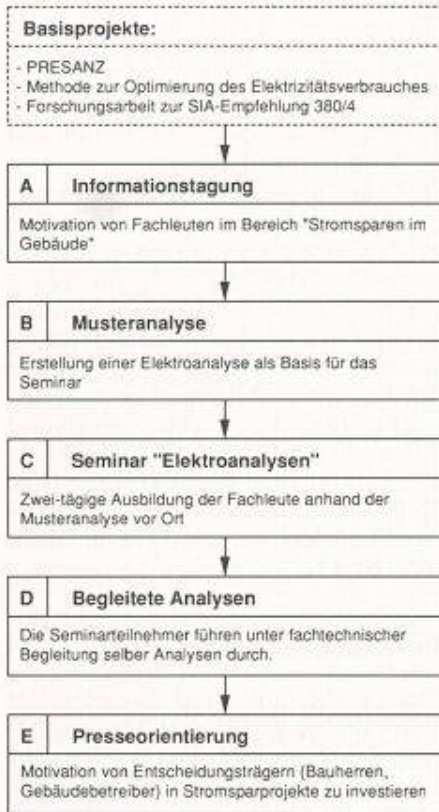 Basisprojekte:
- PRESANZ
- Methode zur Optimierung des Elektrizitätsverbrauches
- Forschungsarbeit zur SIA-Empfehlung 380/4
A Informationstagung
Motivation von Fachleuten im Bereich "Stromsparen im
Gebäude"
B Musteranalyse
Erstellung einer Elektroanalyse als Basis für das
Seminar
C Seminar "Elektroanalysen"
Zwei-tägige Ausbildung der Fachleute anhand der
Musteranalyse vor Ort
D Begleitete Analysen
Die Seminarteilnehmer führen unter fachtechnischer
Begleitung selber Analysen durch.
E Presseorientierung
Motivation von Entscheidungsträgern (Bauherren,
Gebäudebetreiber) in Stromsparprojekte zu investieren